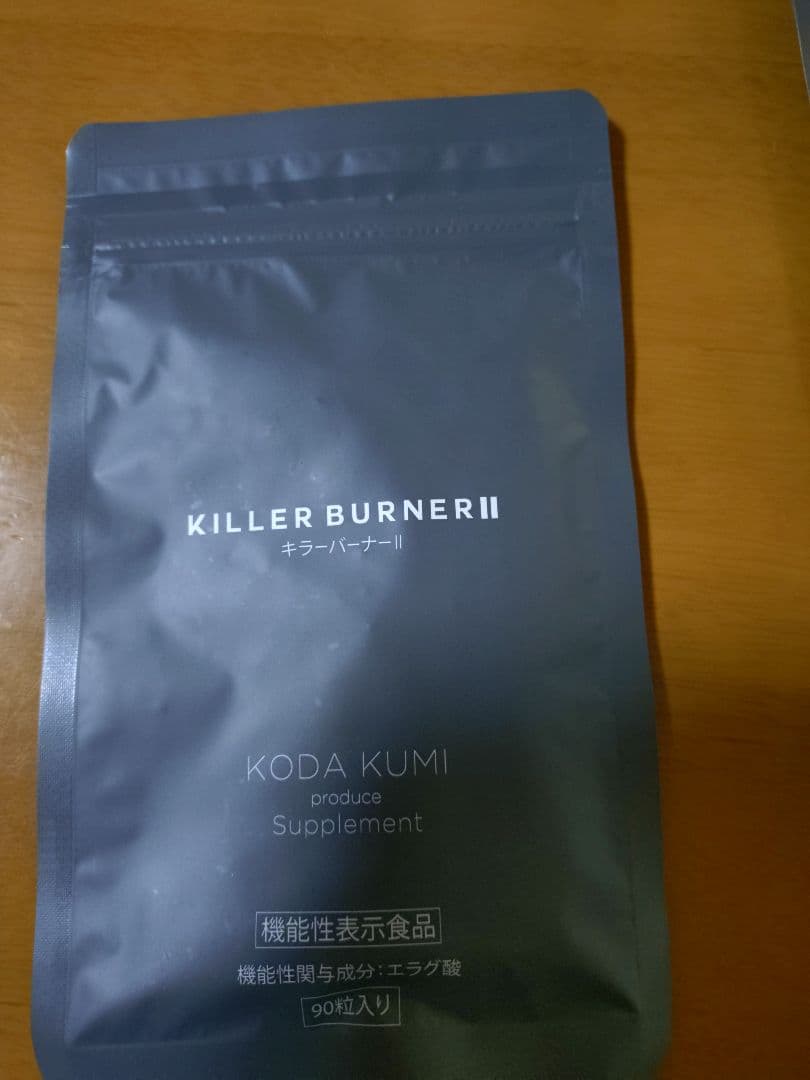 KILLER BURNERⅡ
キラーバーナーⅡ
KODA KUMI
produce
Supplement
機能性表示食品
機能性関与成分:エラグ酸
90粒入り